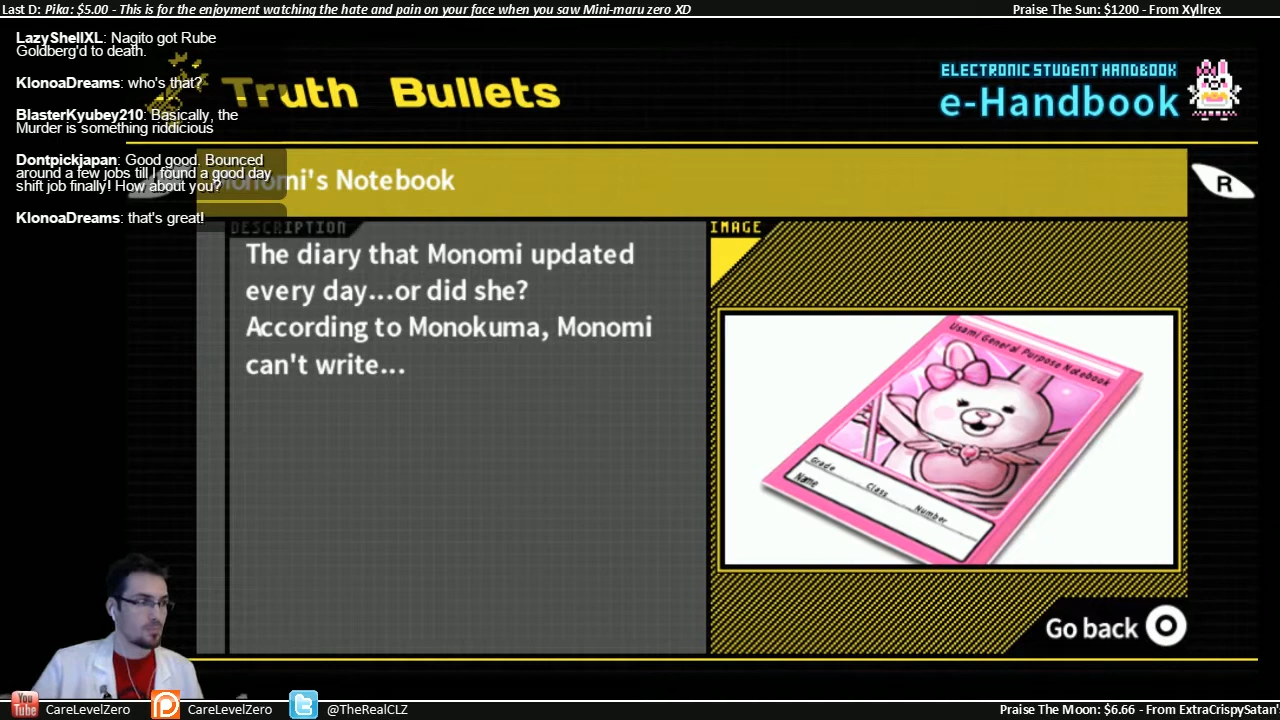 Last D: Pika: $5.00 - This is for the enjoyment watching the hate and pain on your face when you saw Mini-maru zero XD
Praise The Sun: $1200 - From Xyllrex
LazyShellXL: Nagito got Rube
Goldberg'd to death.
KlonoaDreams: who's that?
BlasterKyubey210: Basically, the
Murder is something riddicious
Dontpickjapan: Good good. Bounced
around a few jobs till I found a good day
shift job finally! How about you?
KlonoaDreams: that's great!
Truth Bullets
ELECTRONIC STUDENT HANDBOOK
e-Handbook
R
Monomi's Notebook
DESCRIPTION
The diary that Monomi updated
every day...or did she?
According to Monokuma, Monomi
can't write...
IMAGE
Usami General Purpose Notebook
Grade
Class
Number
Name
Go back
You
Tube
CareLevelZero
CareLevelZero
@TheRealCLZ
Praise The Moon: $6.66 - From ExtraCrispySatan'